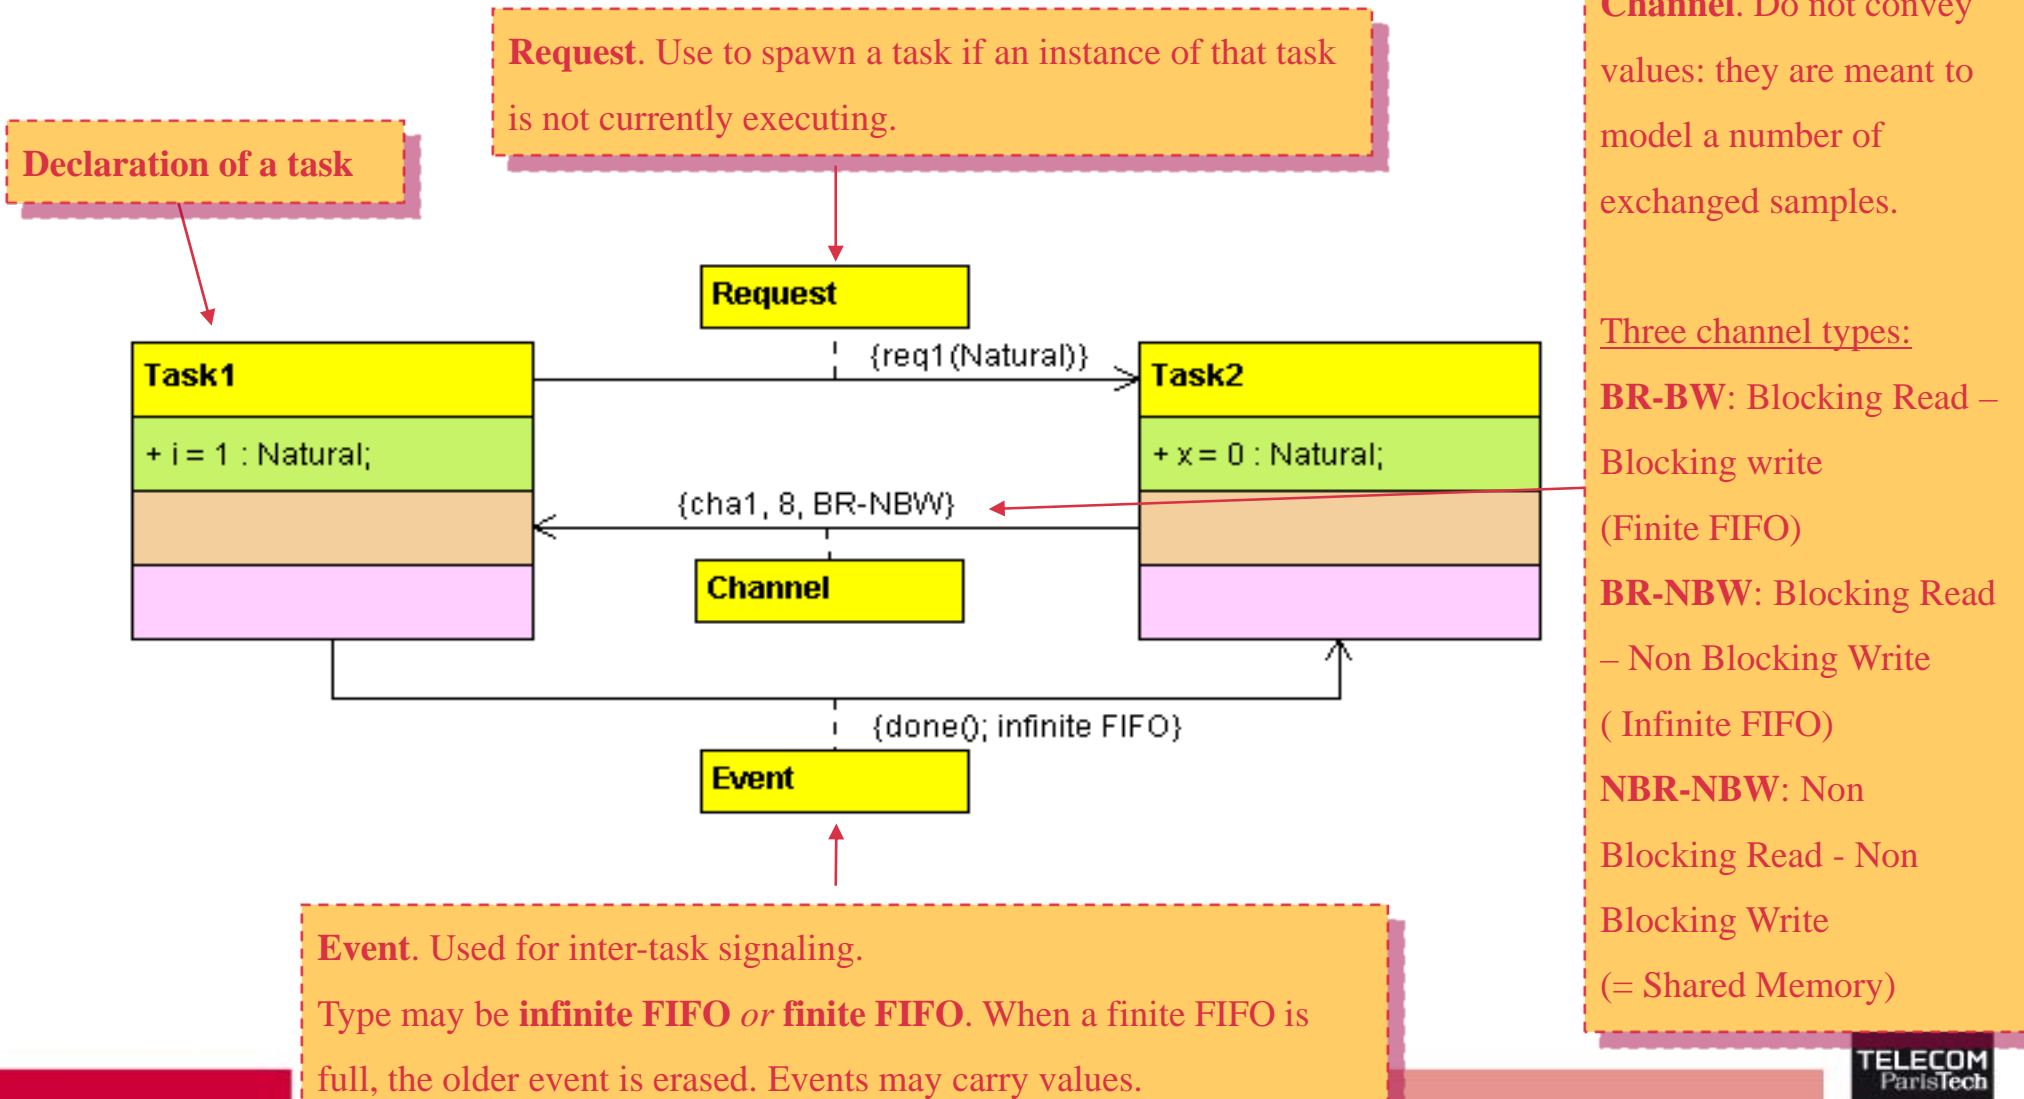 Request. Use to spawn a task if an instance of that task
is not currently executing.
Declaration of a task
Channel. Do not convey
values: they are meant to
model a number of
exchanged samples.
Three channel types:
BR-BW: Blocking Read –
Blocking write
(Finite FIFO)
BR-NBW: Blocking Read
– Non Blocking Write
( Infinite FIFO)
NBR-NBW: Non
Blocking Read - Non
Blocking Write
(= Shared Memory)
Request
{req1(Natural)}
Task1
+ i = 1 : Natural;
Task2
+ x = 0 : Natural;
{cha1, 8, BR-NBW}
Channel
{done(); infinite FIFO}
Event
Event. Used for inter-task signaling.
Type may be infinite FIFO or finite FIFO. When a finite FIFO is
full, the older event is erased. Events may carry values.
TELECOM
ParisTech